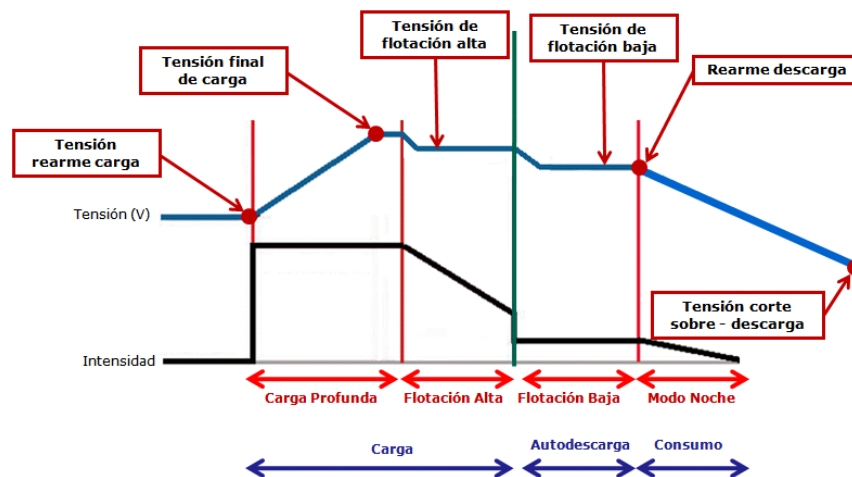 Tensión de
flotación alta
Tensión de
flotación baja
Tensión final
de carga
Rearme descarga
Tensión
rearme carga
Tensión (V)
Tensión corte
sobre - descarga
Intensidad
Carga Profunda
Flotación Alta
Flotación Baja
Modo Noche
Carga
Autodescarga
Consumo